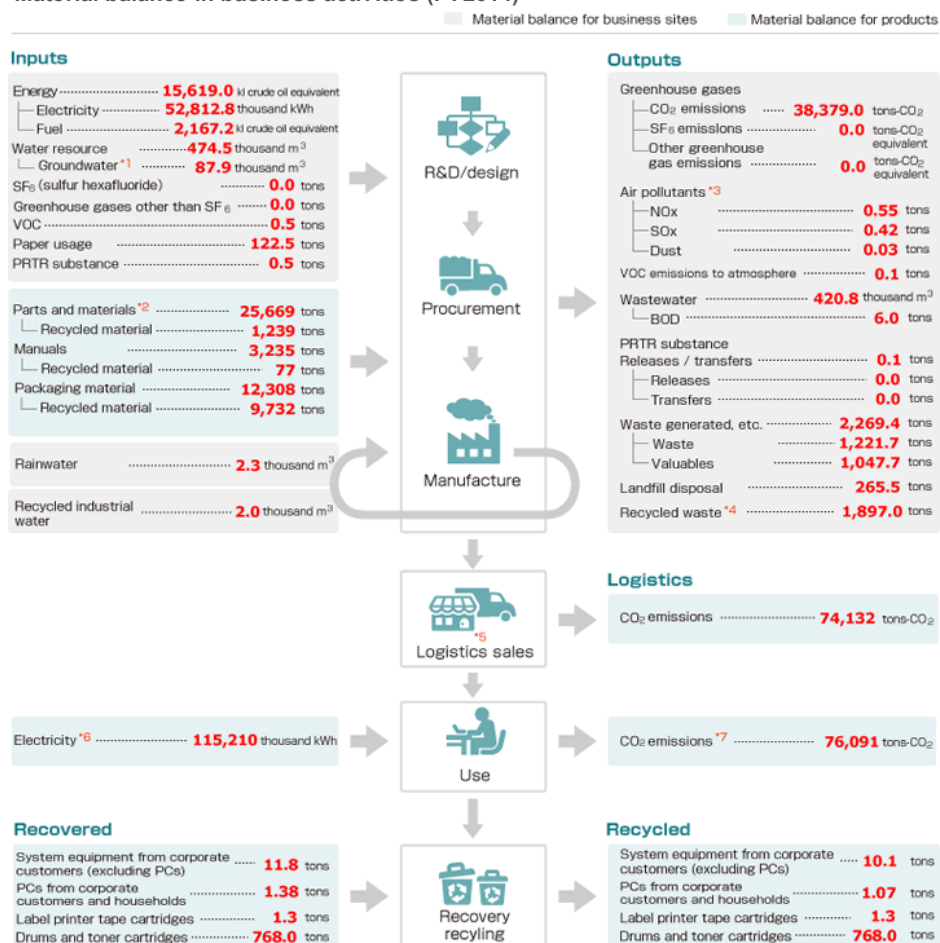 Material balance for business sites
Material balance for products
Inputs
Energy 15,619.0 kl crude oil equivalent
Electricity 52,812.8 thousand kWh
Fuel 2,167.2 kl crude oil equivalent
Water resource 474.5 thousand m³
Groundwater *1 87.9 thousand m³
SF₆ (sulfur hexafluoride) 0.0 tons
Greenhouse gases other than SF₆ 0.0 tons
VOC 0.5 tons
Paper usage 122.5 tons
PRTR substance 0.5 tons
Parts and materials *2 25,669 tons
Recycled material 1,239 tons
Manuals 3,235 tons
Recycled material 77 tons
Packaging material 12,308 tons
Recycled material 9,732 tons
Rainwater 2.3 thousand m³
Recycled industrial
water 2.0 thousand m³
R&D/design
Procurement
Manufacture
Outputs
Greenhouse gases
CO₂ emissions 38,379.0 tons-CO₂
SF₆ emissions 0.0 tons-CO₂
equivalent
Other greenhouse
gas emissions 0.0 tons-CO₂
equivalent
Air pollutants *3
NOx 0.55 tons
SOx 0.42 tons
Dust 0.03 tons
VOC emissions to atmosphere 0.1 tons
Wastewater 420.8 thousand m³
BOD 6.0 tons
PRTR substance
Releases / transfers 0.1 tons
Releases 0.0 tons
Transfers 0.0 tons
Waste generated, etc. 2,269.4 tons
Waste 1,221.7 tons
Valuables 1,047.7 tons
Landfill disposal 265.5 tons
Recycled waste *4 1,897.0 tons
*5
Logistics sales
Logistics
CO₂ emissions 74,132 tons-CO₂
Electricity *6 115,210 thousand kWh
Use
CO₂ emissions *7 76,091 tons-CO₂
Recovered
System equipment from corporate
customers (excluding PCs) 11.8 tons
PCs from corporate
customers and households 1.38 tons
Label printer tape cartridges 1.3 tons
Drums and toner cartridges 768.0 tons
Recovery
recyling
Recycled
System equipment from corporate
customers (excluding PCs) 10.1 tons
PCs from corporate
customers and households 1.07 tons
Label printer tape cartridges 1.3 tons
Drums and toner cartridges 768.0 tons